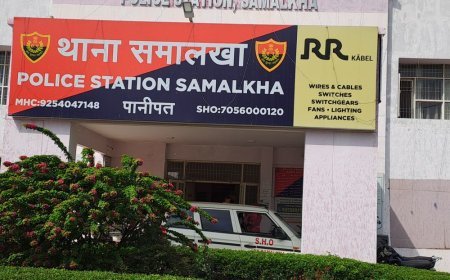 POLICE STATION, SAMALKHA
थाना समालखा
POLICE STATION SAMALKHA
MHC:9254047148 पानीपत SHO:7056000120
RR KABEL
WIRES & CABLES
SWITCHES
SWITCHGEARS
FANS • LIGHTING
APPLIANCES
S.H.O